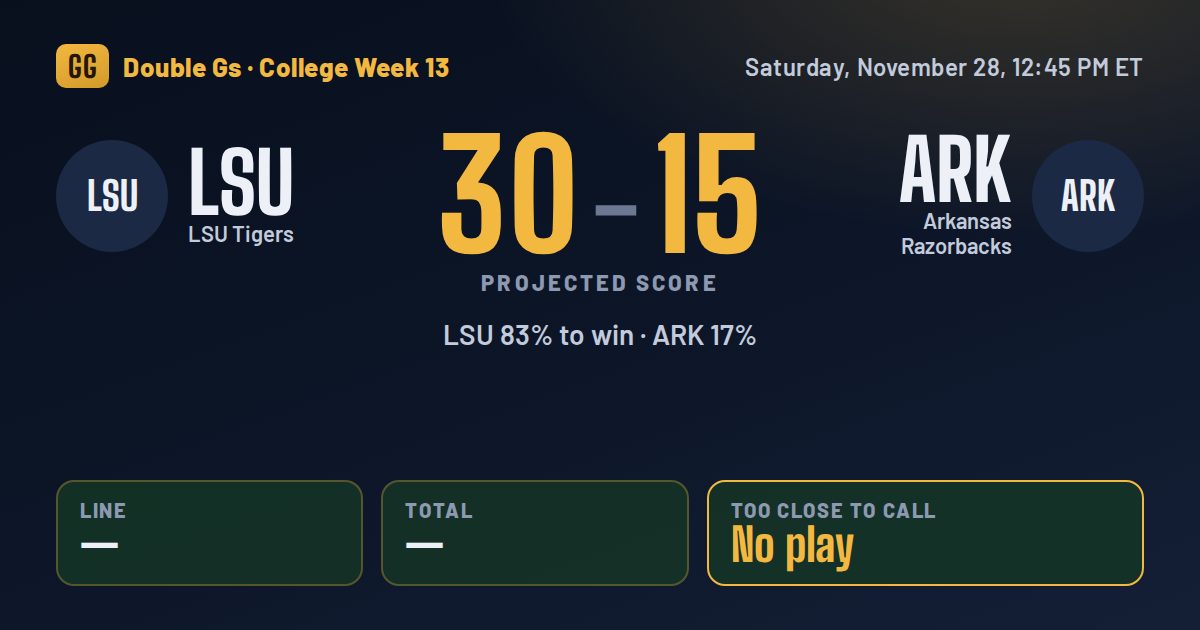 GG Double Gs · College Week 13
Saturday, November 28, 12:45 PM ET
LSU
LSU
LSU Tigers
30 – 15
PROJECTED SCORE
LSU 83% to win · ARK 17%
ARK
Arkansas
Razorbacks
ARK
LINE
—
TOTAL
—
TOO CLOSE TO CALL
No play